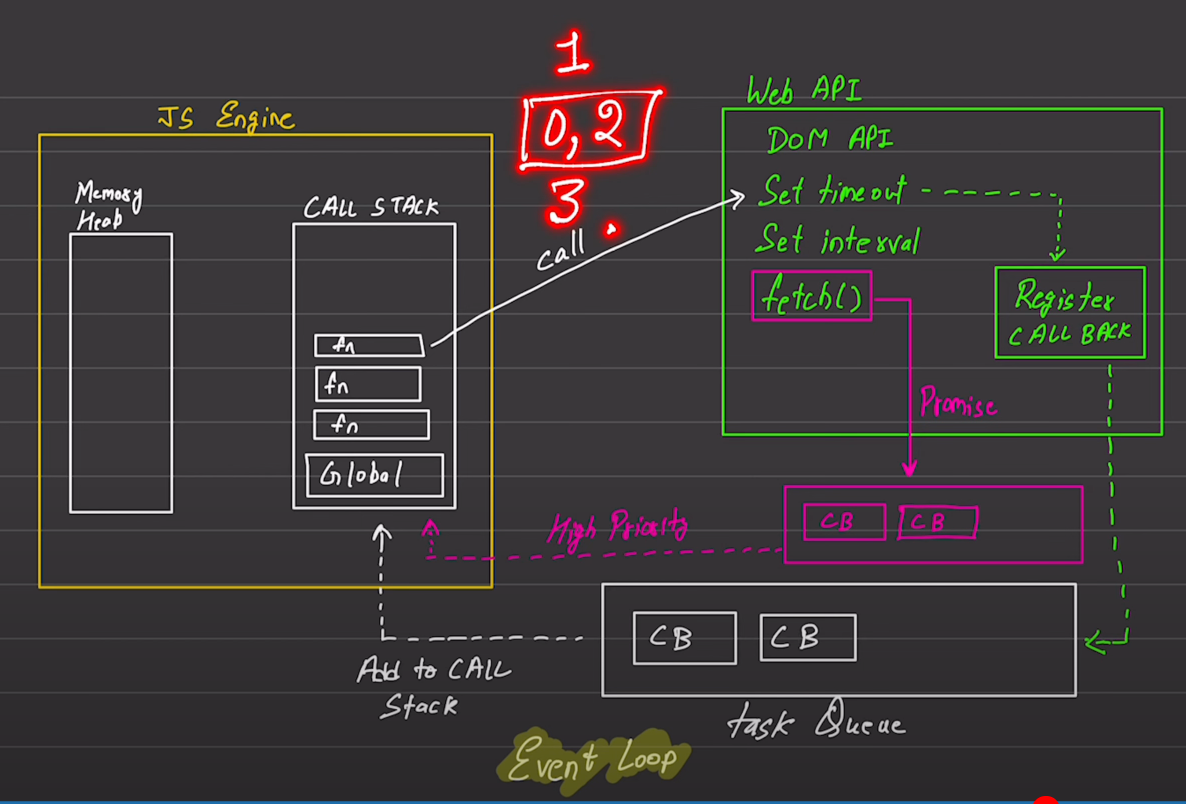 1
0, 2
3
JS Engine
Memory
Heap
CALL STACK
fn
fn
fn
Global
call
Web API
DOM API
Set timeout
Set interval
fetch()
Register
CALL BACK
Promise
CB
CB
High Priority
CB
CB
Add to CALL
Stack
task Queue
Event Loop